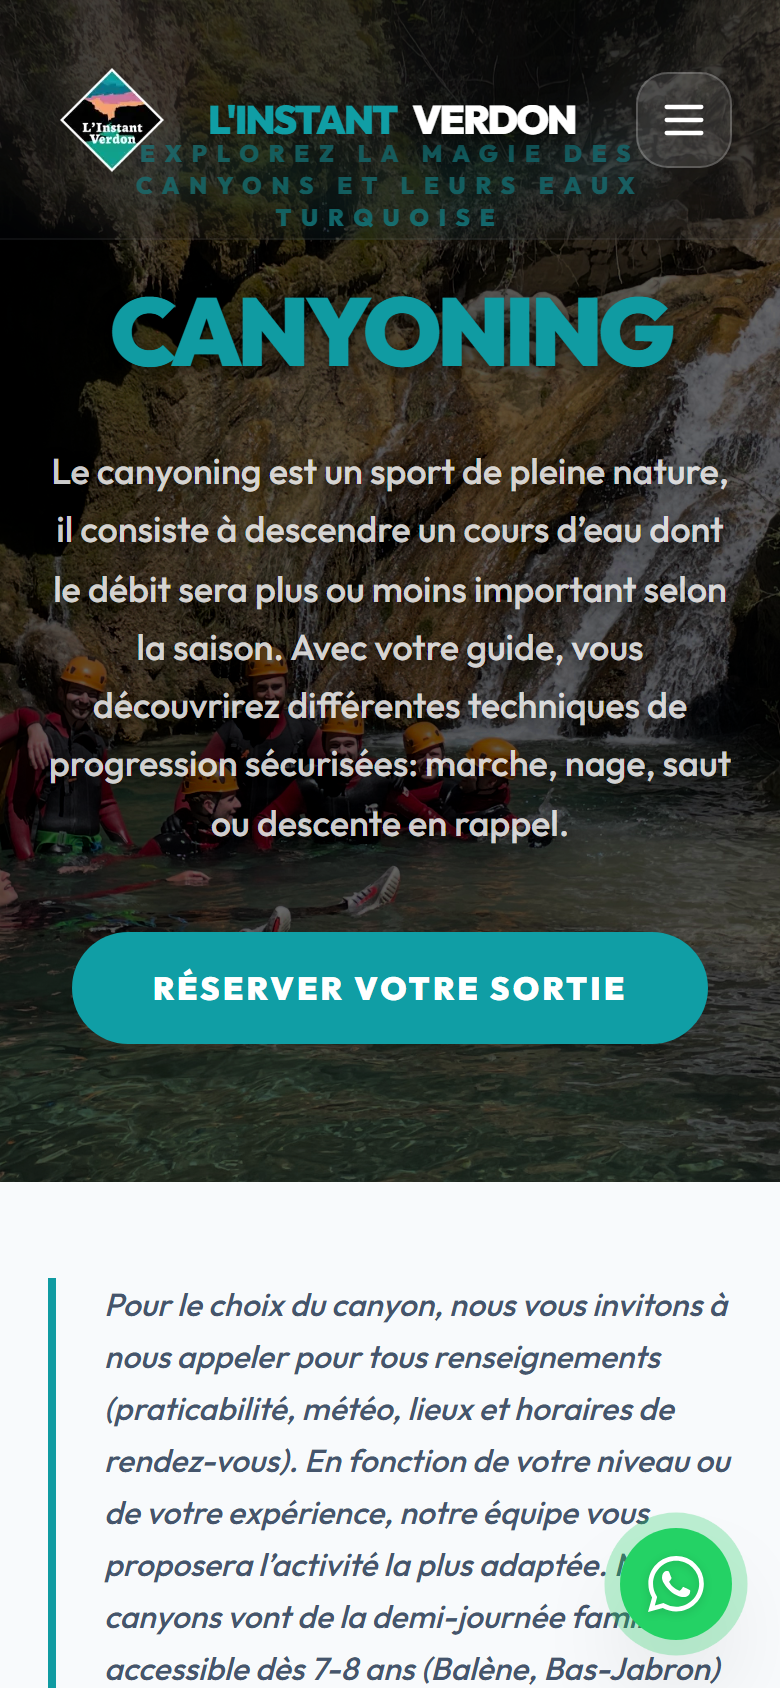 L'Instant
Verdon
L'INSTANT VERDON
EXPLOREZ LA MAGIE DES
CANYONS ET LEURS EAUX
TURQUOISE
CANYONING
Le canyoning est un sport de pleine nature,
il consiste à descendre un cours d’eau dont
le débit sera plus ou moins important selon
la saison. Avec votre guide, vous
découvrirez différentes techniques de
progression sécurisées: marche, nage, saut
ou descente en rappel.
RÉSERVER VOTRE SORTIE
Pour le choix du canyon, nous vous invitons à
nous appeler pour tous renseignements
(praticabilité, météo, lieux et horaires de
rendez-vous). En fonction de votre niveau ou
de votre expérience, notre équipe vous
proposera l’activité la plus adaptée.
canyons vont de la demi-journée
accessible dès 7-8 ans (Balène, Bas-Jabron)